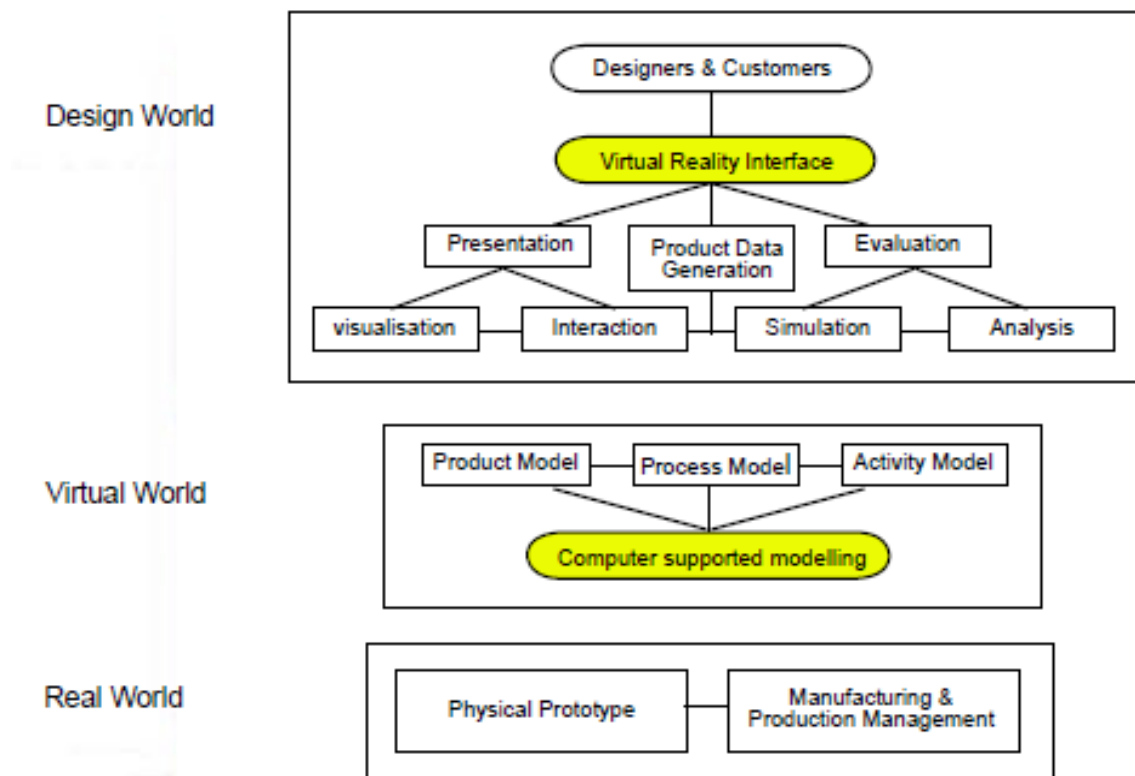 Designers & Customers
Design World
Virtual Reality Interface
Presentation
Product Data
Generation
Evaluation
visualisation
Interaction
Simulation
Analysis
Product Model
Process Model
Activity Model
Virtual World
Computer supported modelling
Real World
Physical Prototype
Manufacturing &
Production Management